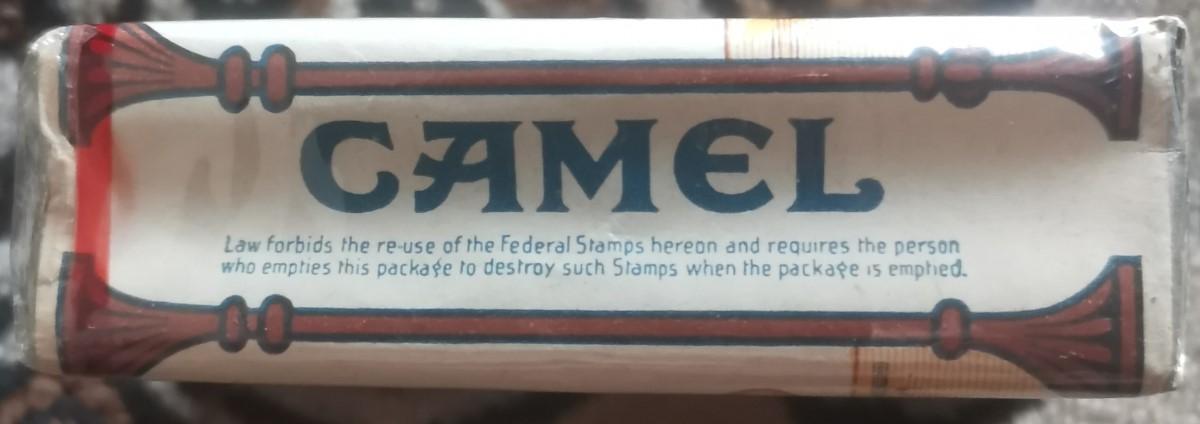 CAMEL
Law forbids the re-use of the Federal Stamps hereon and requires the person
who empties this package to destroy such Stamps when the package is emptied.